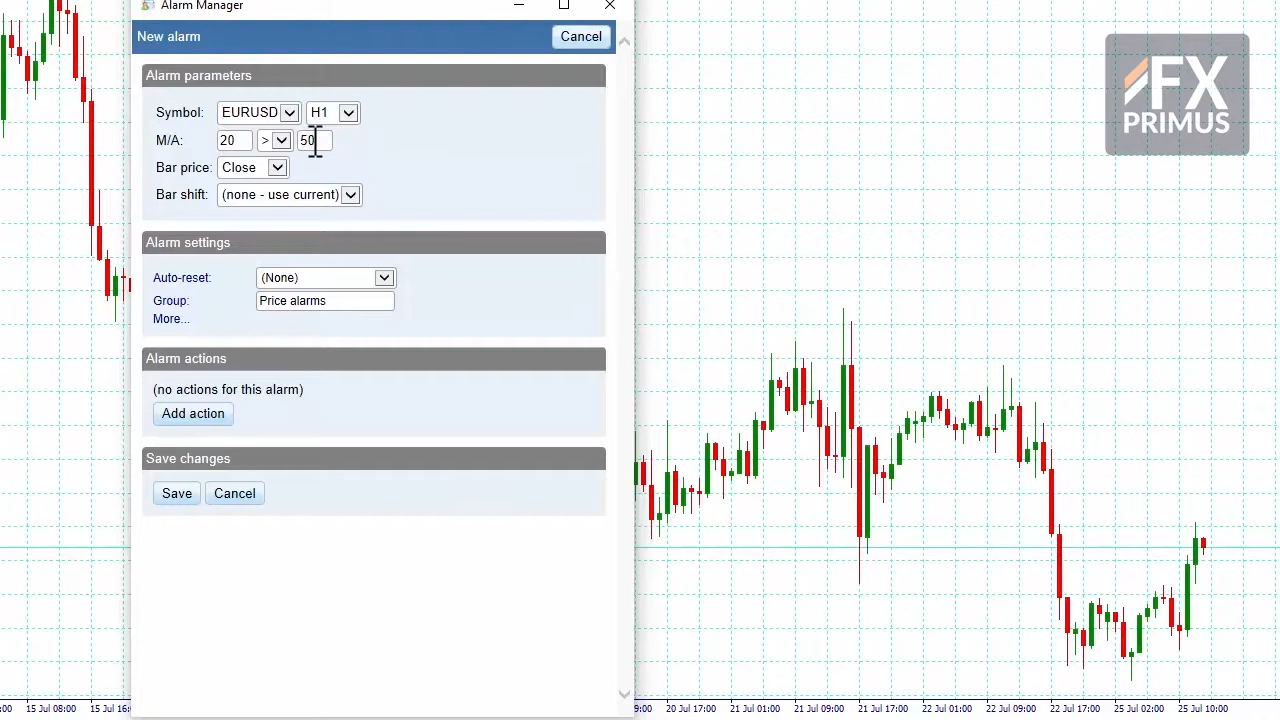 Alarm Manager
New alarm
Cancel
Alarm parameters
Symbol: EURUSD H1
M/A: 20 > 50
Bar price: Close
Bar shift: (none - use current)
Alarm settings
Auto-reset: (None)
Group: Price alarms
More...
Alarm actions
(no actions for this alarm)
Add action
Save changes
Save Cancel
FX
PRIMUS
15 Jul 08:00 20 Jul 17:00 21 Jul 01:00 21 Jul 09:00 21 Jul 17:00 22 Jul 01:00 22 Jul 09:00 22 Jul 17:00 25 Jul 02:00 25 Jul 10:00